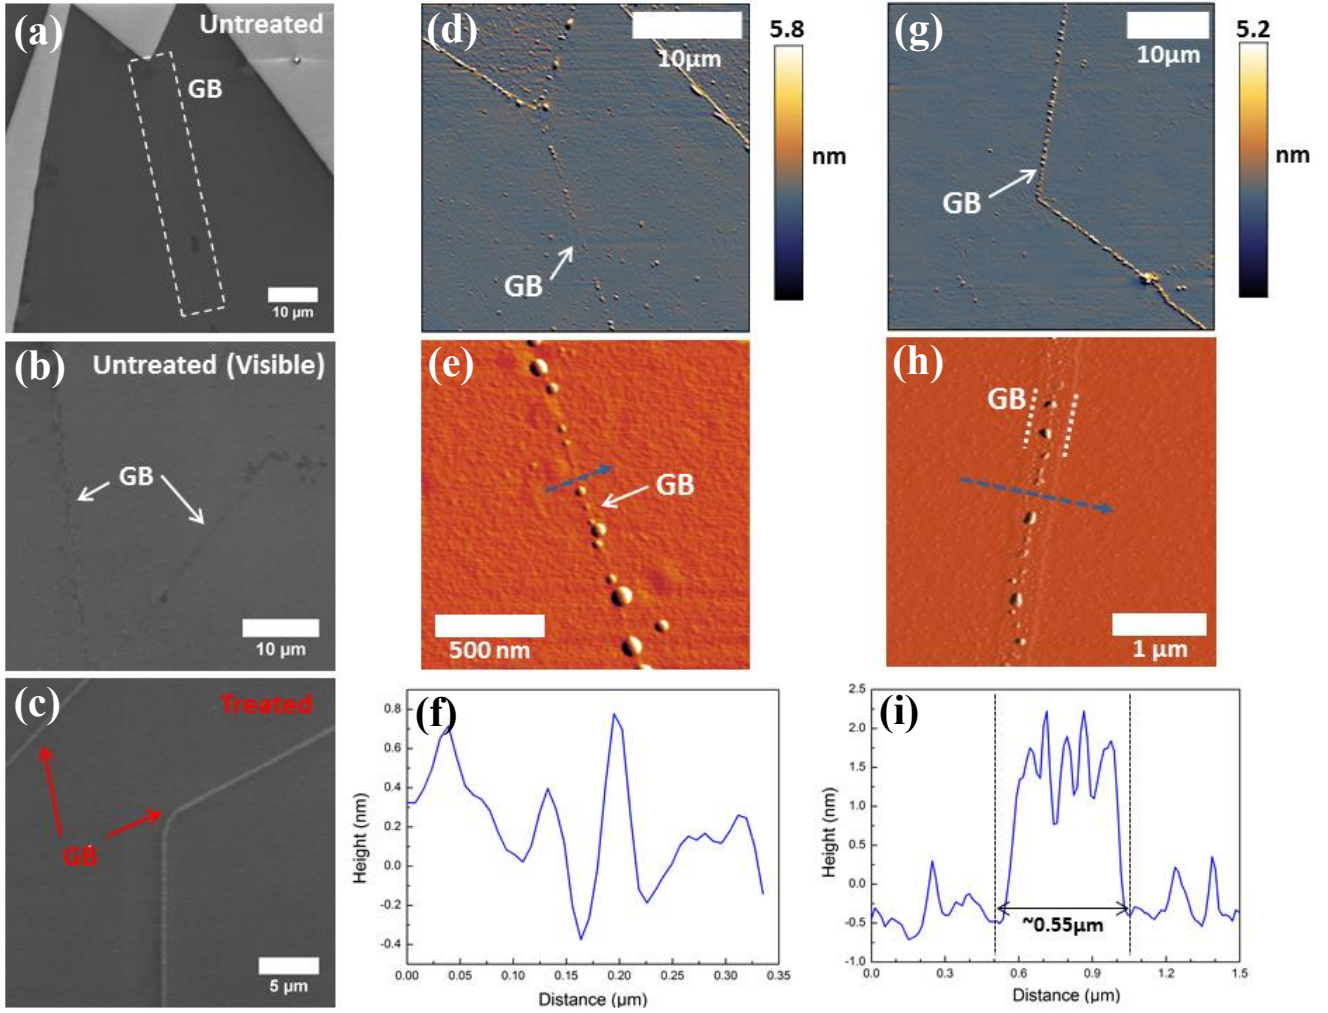 (a)
Untreated
GB
10 µm
(b)
Untreated (Visible)
GB
10 µm
(c)
Treated
GB
5 µm
(d)
10µm
GB
5.8
nm
(e)
GB
500 nm
(f)
Height (nm)
0.8
0.6
0.4
0.2
0.0
-0.2
-0.4
0.00 0.05 0.10 0.15 0.20 0.25 0.30 0.35
Distance (µm)
(g)
10µm
GB
5.2
nm
(h)
GB
1 µm
(i)
Height (nm)
2.5
2.0
1.5
1.0
0.5
0.0
-0.5
-1.0
~0.55µm
0.0 0.3 0.6 0.9 1.2 1.5
Distance (µm)